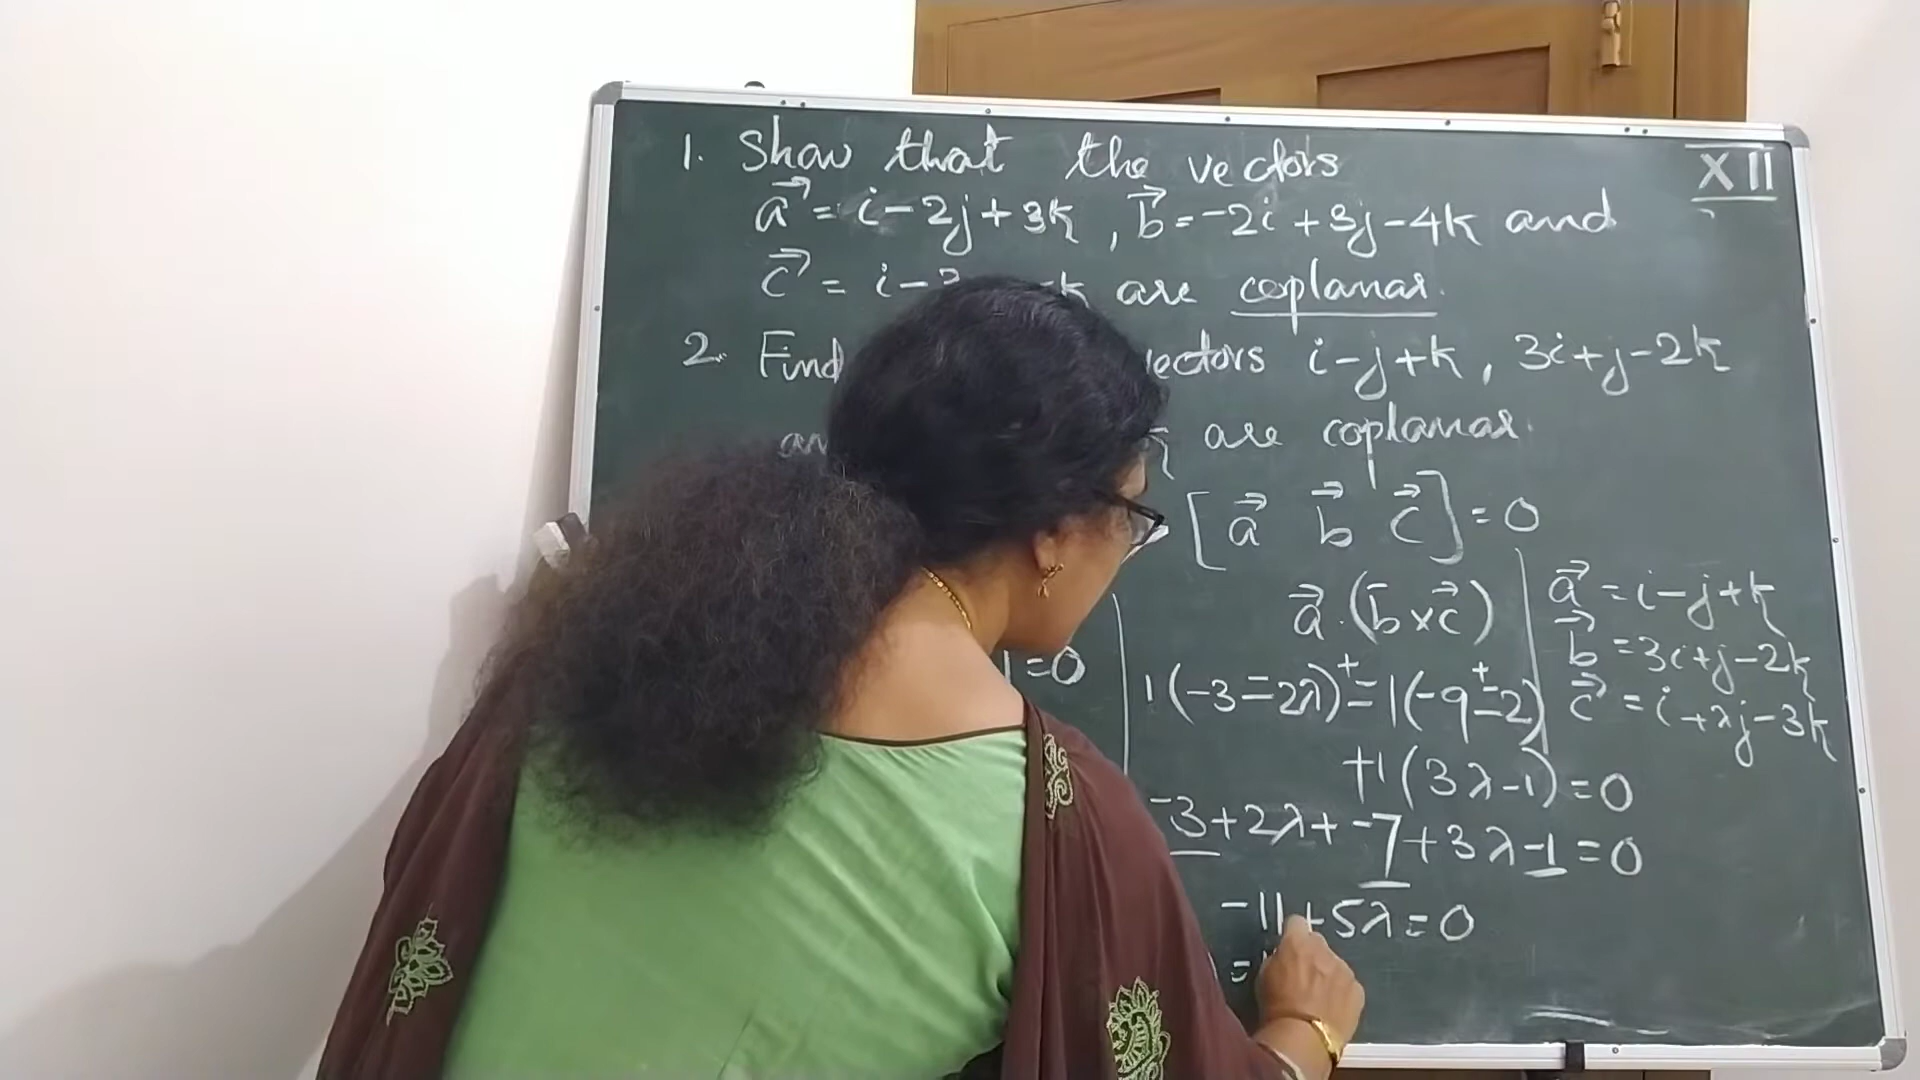 XII
1. Show that the vectors
a⃗ = i-2j+3k, b⃗ = -2i+3j-4k and
c⃗ = i-3 k are coplanar.
2. Find vectors i-j+k, 3i+j-2k
are coplanar.
[a⃗ b⃗ c⃗] = 0
a⃗.(b⃗×c⃗)
a⃗ = i-j+k
b⃗ = 3i+j-2k
c⃗ = i+λj-3k
=0
1(-3--2λ)+-1(-9+-2)
+1(3λ-1)=0
-3+2λ+-7+3λ-1=0
-11+5λ=0
=